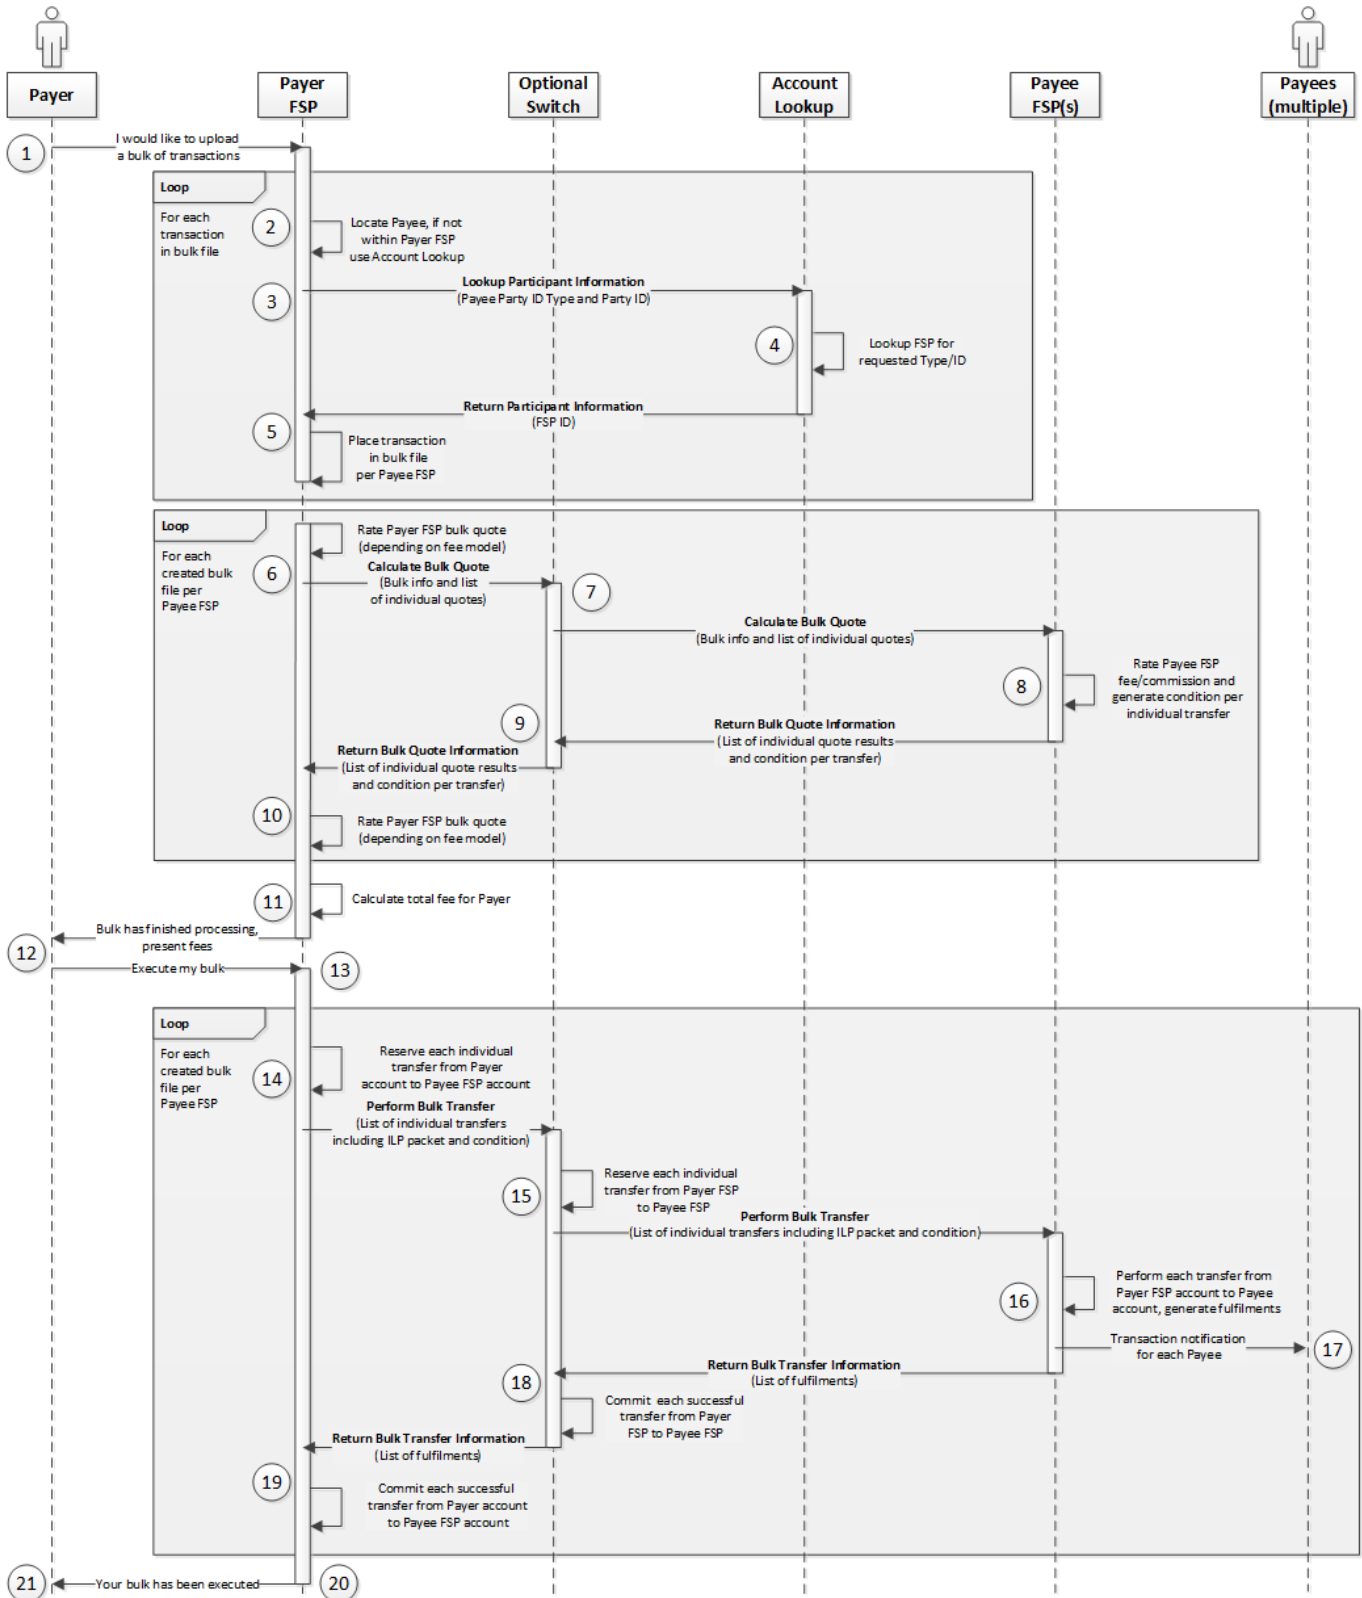 Payer
Payer
FSP
Optional
Switch
Account
Lookup
Payee
FSP(s)
Payees
(multiple)
1
I would like to upload
a bulk of transactions
Loop
For each
transaction
in bulk file
2
Locate Payee, if not
within Payer FSP
use Account Lookup
3
Lookup Participant Information
(Payee Party ID Type and Party ID)
4
Lookup FSP for
requested Type/ID
Return Participant Information
(FSP ID)
5
Place transaction
in bulk file
per Payee FSP
Loop
For each
created bulk
file per
Payee FSP
Rate Payer FSP bulk quote
(depending on fee model)
6
Calculate Bulk Quote
(Bulk info and list
of individual quotes)
7
Calculate Bulk Quote
(Bulk info and list of individual quotes)
8
Rate Payee FSP
fee/commission and
generate condition per
individual transfer
9
Return Bulk Quote Information
(List of individual quote results
and condition per transfer)
Return Bulk Quote Information
(List of individual quote results
and condition per transfer)
10
Rate Payer FSP bulk quote
(depending on fee model)
11
Calculate total fee for Payer
Bulk has finished processing,
present fees
12
Execute my bulk
13
Loop
For each
created bulk
file per
Payee FSP
14
Reserve each individual
transfer from Payer
account to Payee FSP account
Perform Bulk Transfer
(List of individual transfers
including ILP packet and condition)
15
Reserve each individual
transfer from Payer FSP
to Payee FSP
Perform Bulk Transfer
(List of individual transfers including ILP packet and condition)
16
Perform each transfer from
Payer FSP account to Payee
account, generate fulfilments
Transaction notification
for each Payee
17
Return Bulk Transfer Information
(List of fulfilments)
18
Commit each successful
transfer from Payer
FSP to Payee FSP
Return Bulk Transfer Information
(List of fulfilments)
19
Commit each successful
transfer from Payer account
to Payee FSP account
21
Your bulk has been executed
20